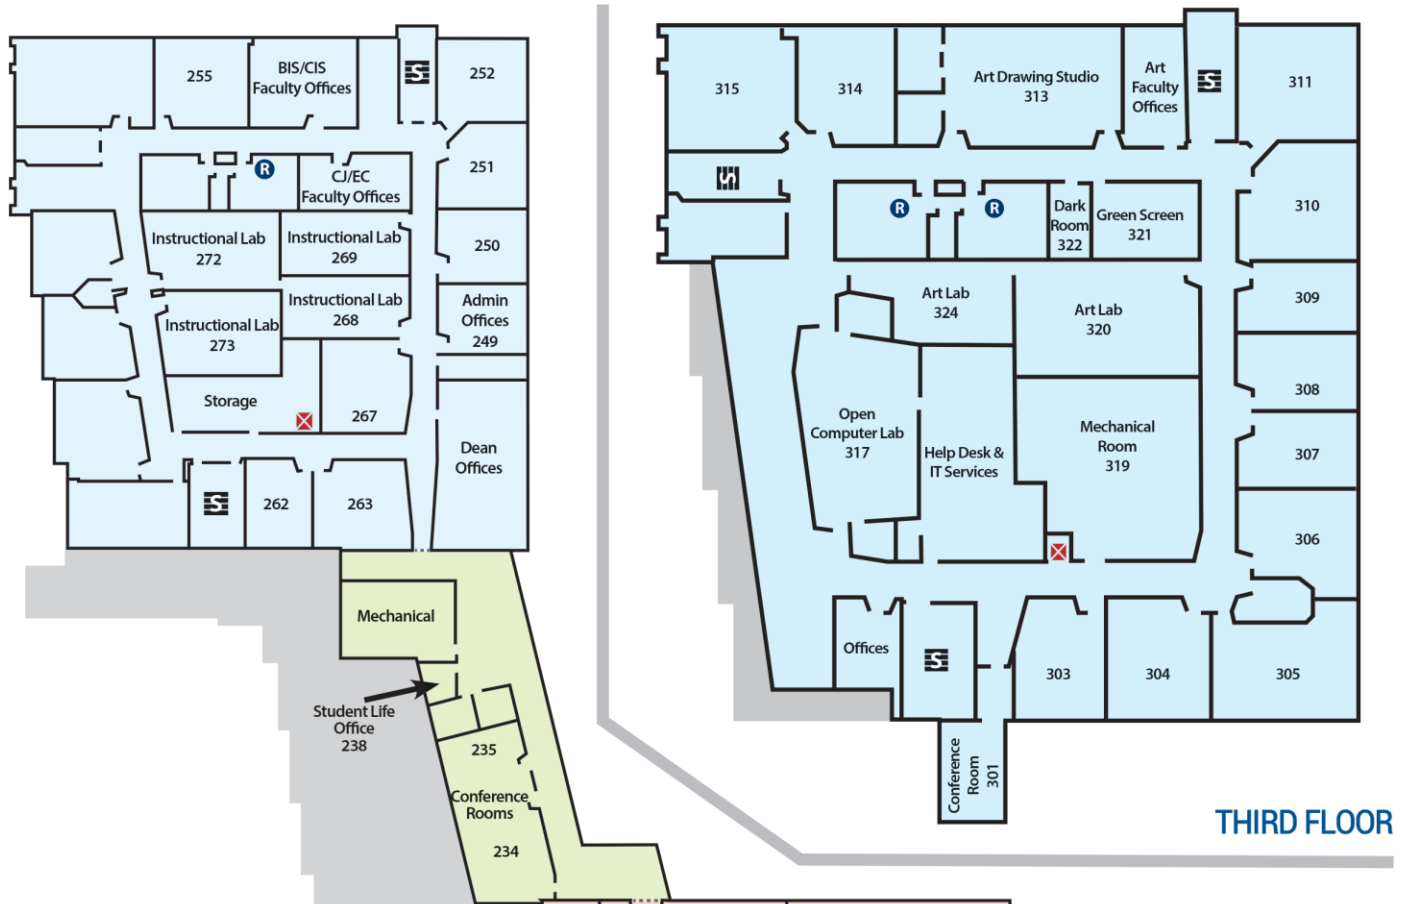 255
BIS/CIS
Faculty Offices
S
252
251
R
CJ/EC
Faculty Offices
Instructional Lab
272
Instructional Lab
269
250
Instructional Lab
268
Admin
Offices
249
Instructional Lab
273
Storage
267
Dean
Offices
S
262
263
Mechanical
Student Life
Office
238
235
Conference
Rooms
234
315
314
Art Drawing Studio
313
Art
Faculty
Offices
S
311
S
R
R
Dark
Room
322
Green Screen
321
310
Art Lab
324
Art Lab
320
309
308
Open
Computer Lab
317
Help Desk &
IT Services
Mechanical
Room
319
307
306
Offices
S
303
304
305
Conference
Room
301
THIRD FLOOR